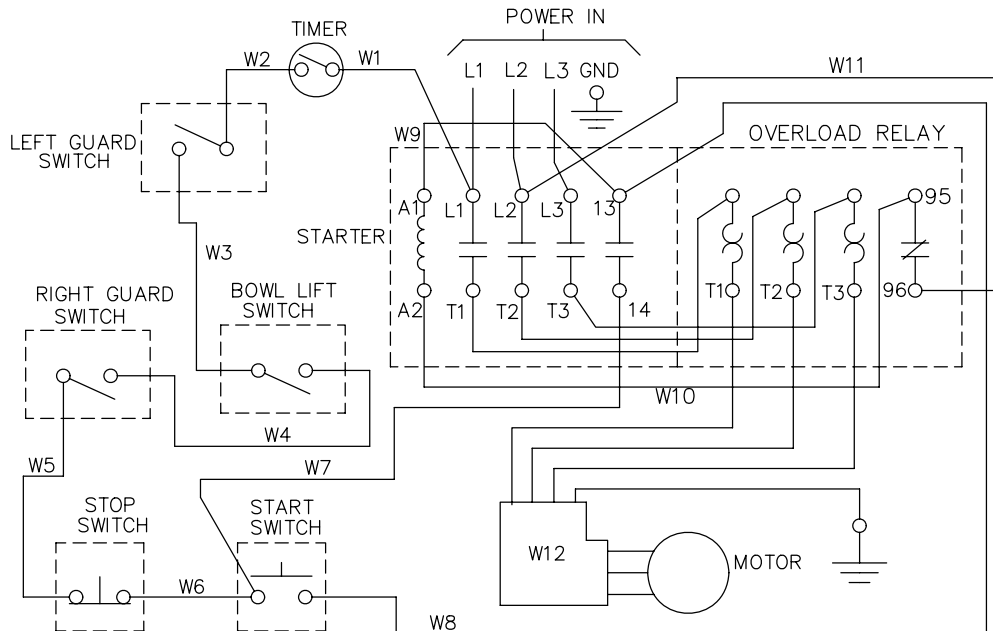 POWER IN
TIMER
W2
W1
L1
L2
L3
GND
W11
LEFT GUARD
SWITCH
W9
OVERLOAD RELAY
A1
L1
L2
L3
13
95
STARTER
W3
A2
T1
T2
T3
14
T1
T2
T3
96
RIGHT GUARD
SWITCH
BOWL LIFT
SWITCH
W10
W4
W5
W7
STOP
SWITCH
START
SWITCH
W12
MOTOR
W6
W8